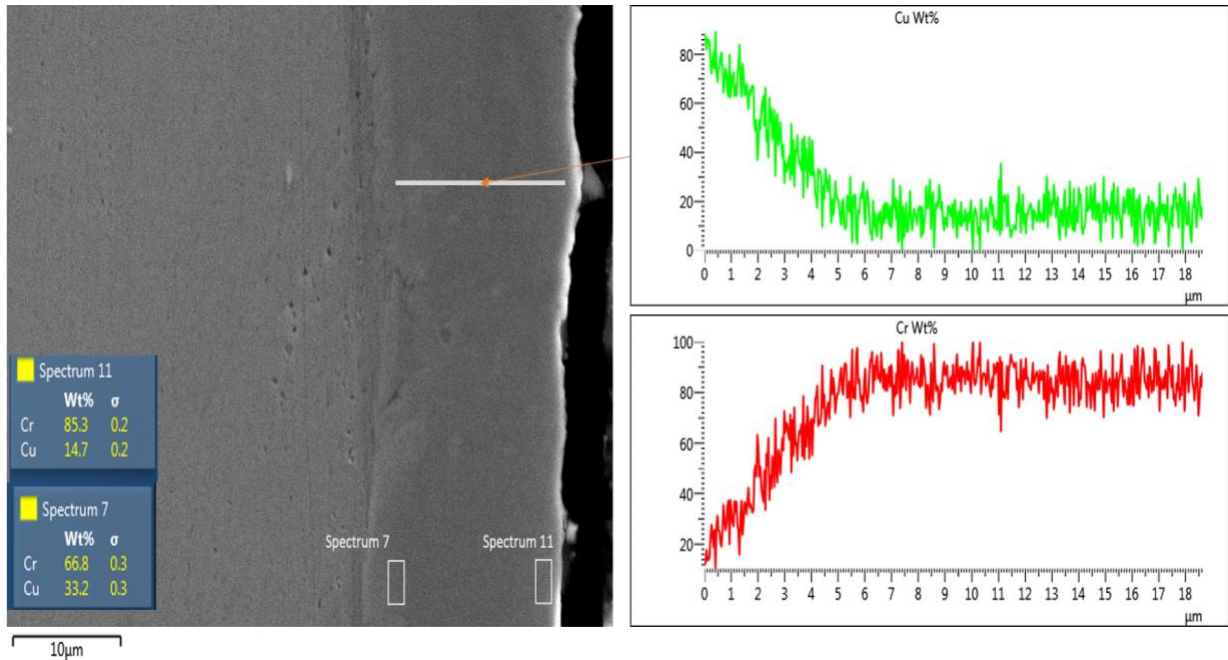 Spectrum 11
Wt% σ
Cr 85.3 0.2
Cu 14.7 0.2
Spectrum 7
Wt% σ
Cr 66.8 0.3
Cu 33.2 0.3
Spectrum 7
Spectrum 11
10µm
Cu Wt%
80
60
40
20
0
0 1 2 3 4 5 6 7 8 9 10 11 12 13 14 15 16 17 18
µm
Cr Wt%
100
80
60
40
20
0 1 2 3 4 5 6 7 8 9 10 11 12 13 14 15 16 17 18
µm